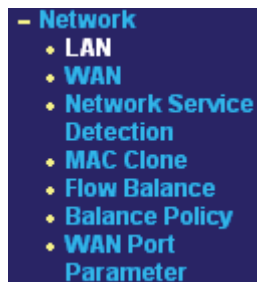 – Network
• LAN
• WAN
• Network Service
Detection
• MAC Clone
• Flow Balance
• Balance Policy
• WAN Port
Parameter